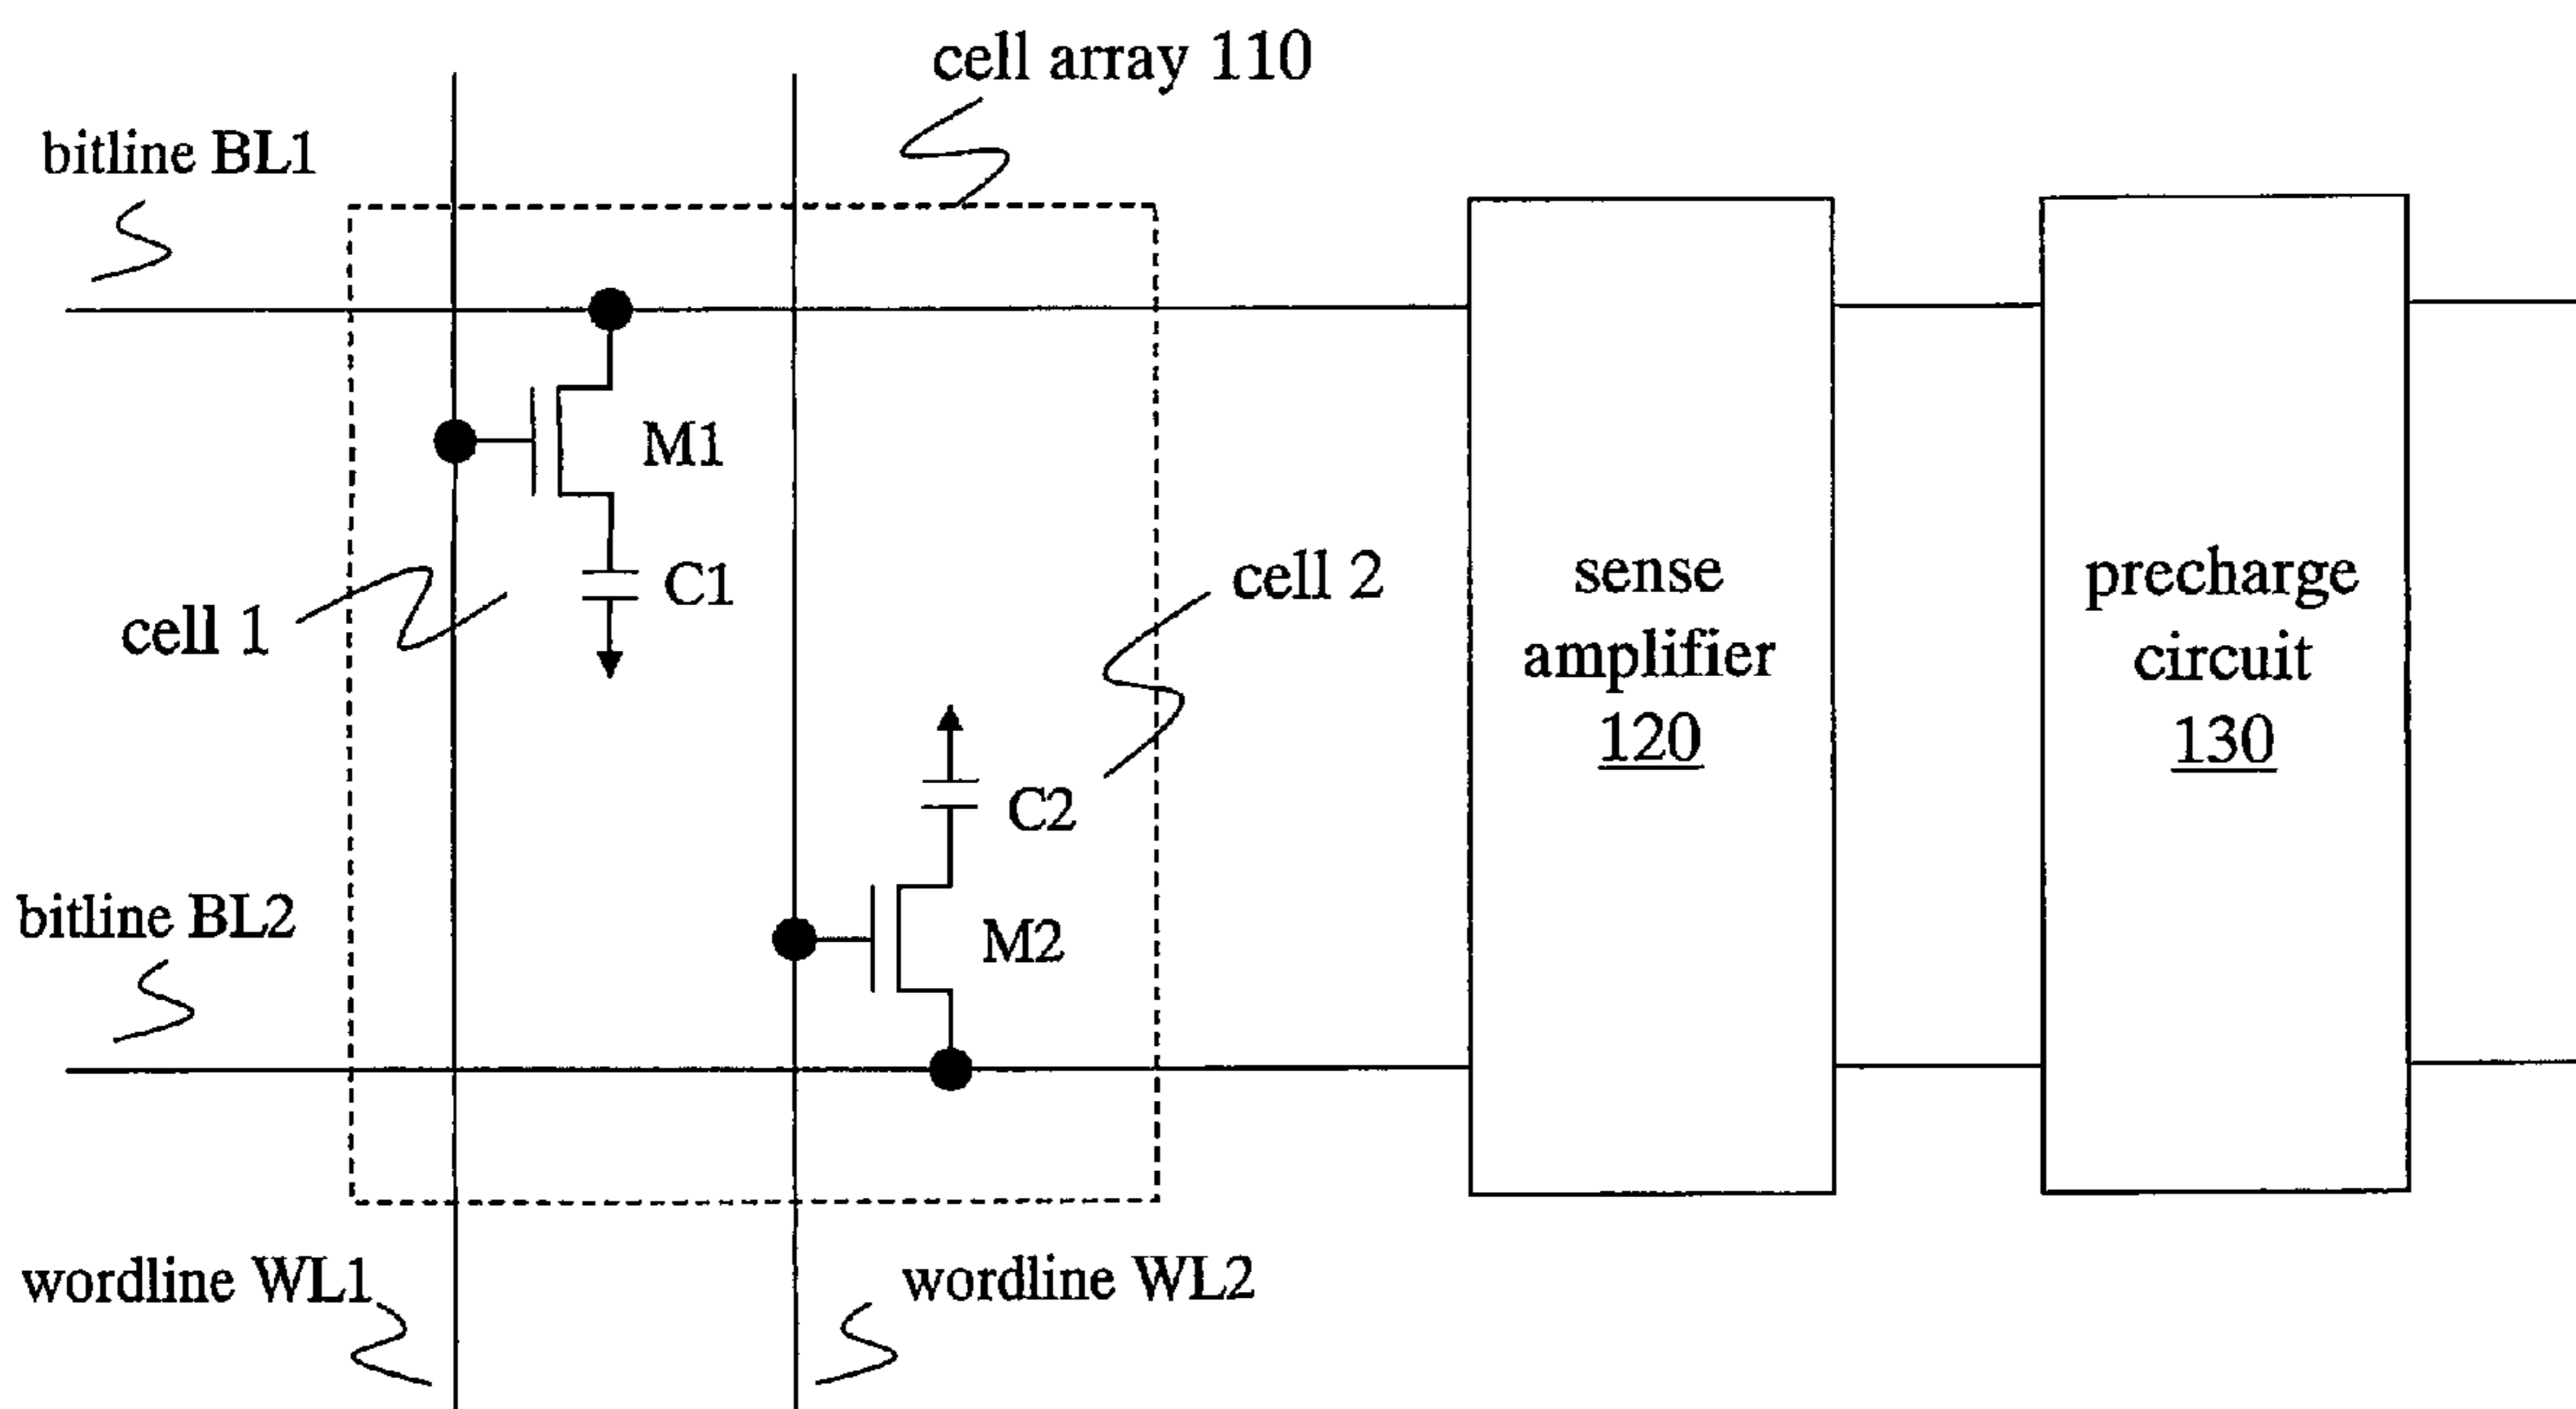 cell array 110
bitline BL1
M1
C1
cell 1
cell 2
sense
amplifier
120
precharge
circuit
130
C2
bitline BL2
M2
wordline WL1
wordline WL2